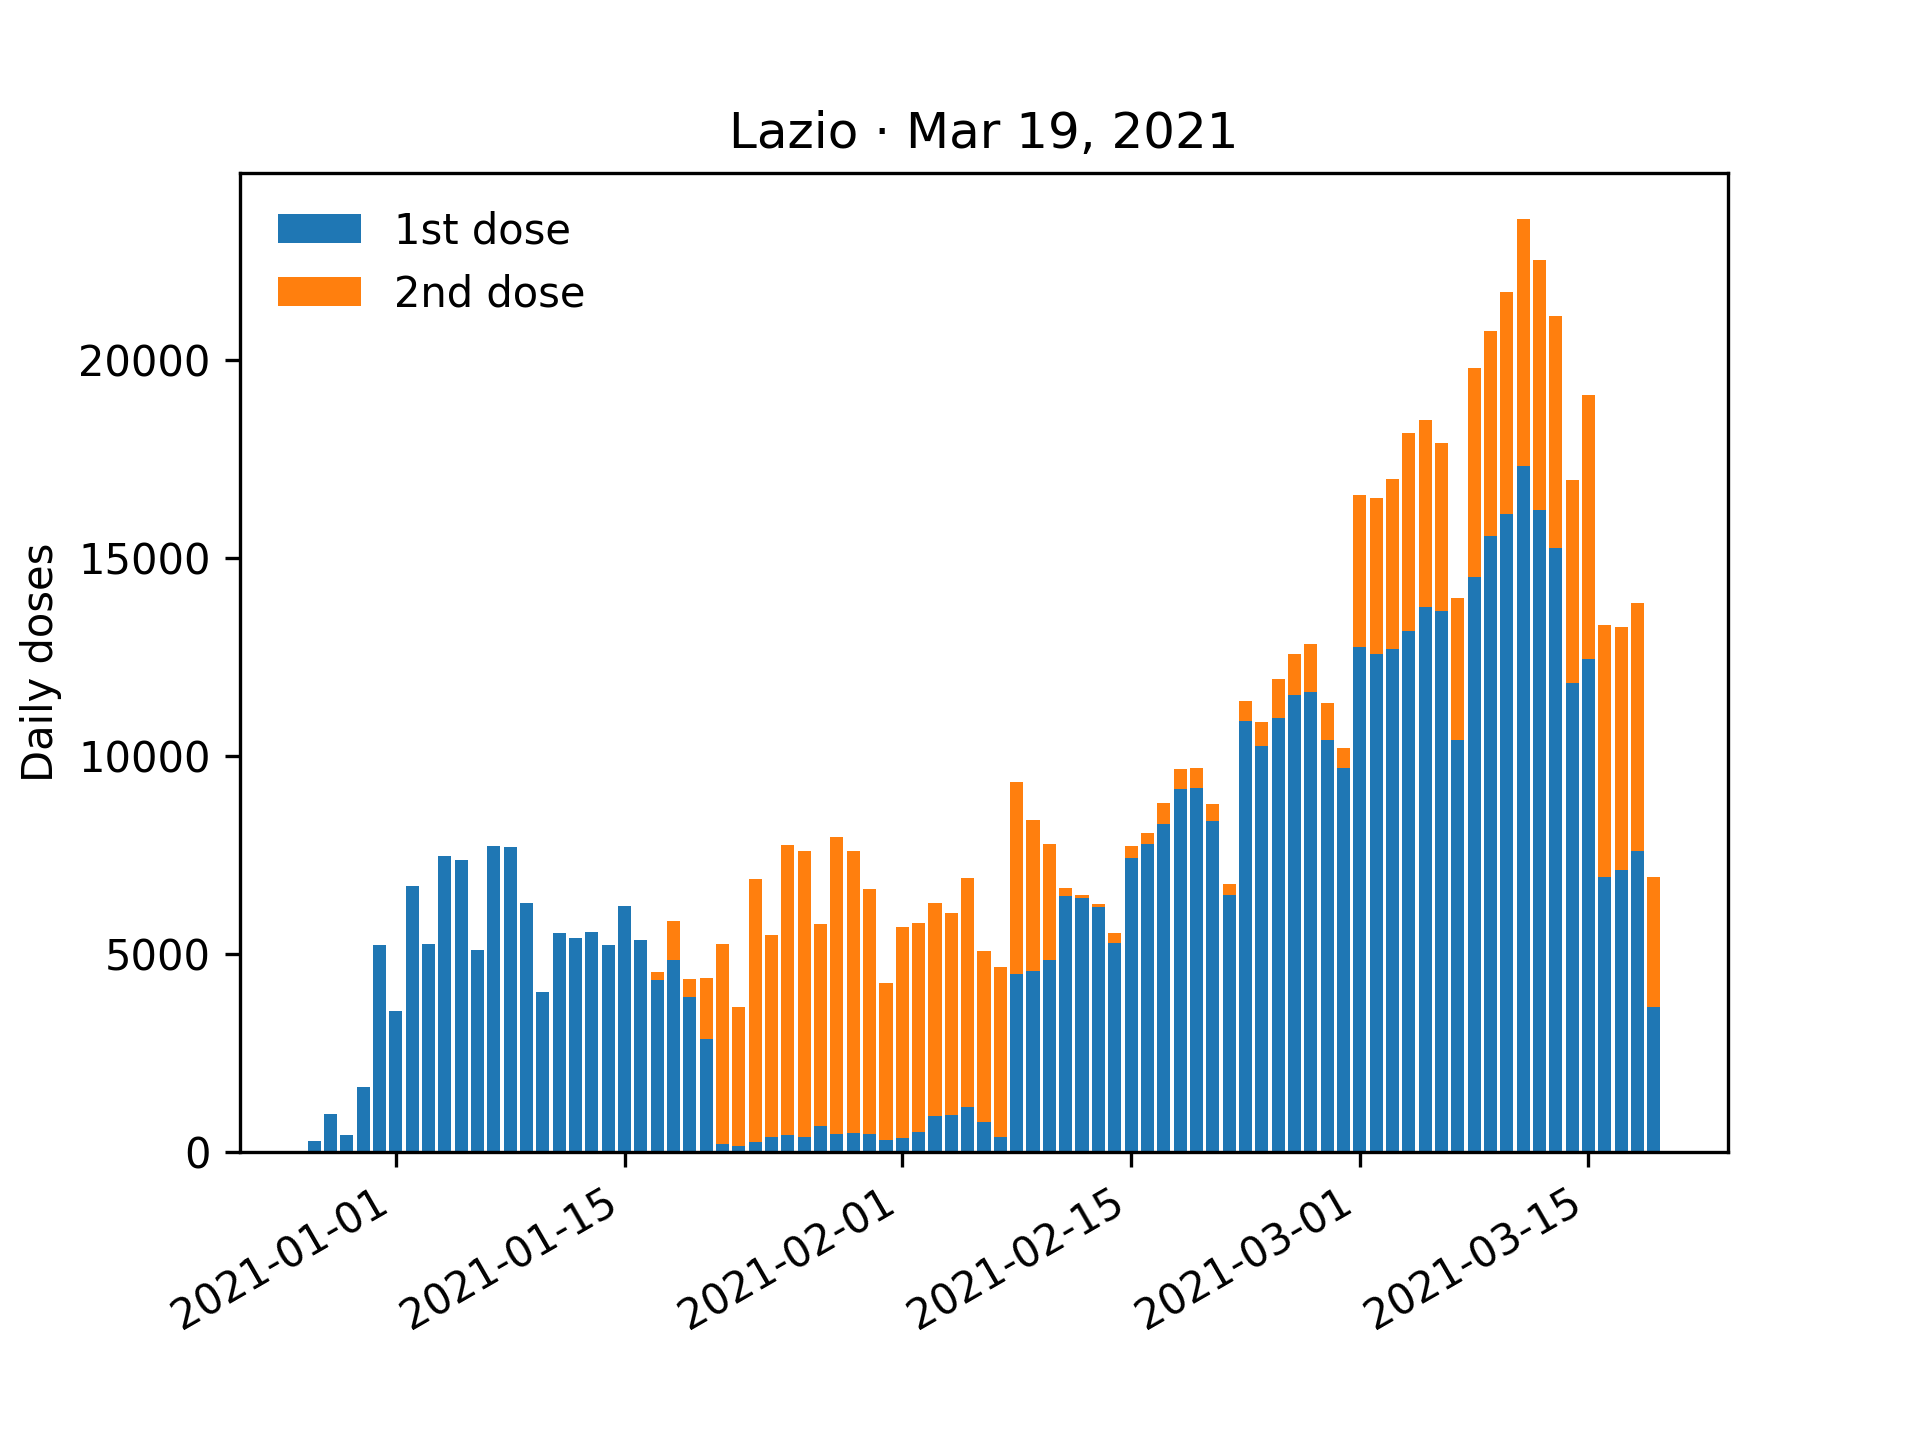 Lazio · Mar 19, 2021
1st dose
2nd dose
Daily doses
20000
15000
10000
5000
0
2021-01-01
2021-01-15
2021-02-01
2021-02-15
2021-03-01
2021-03-15